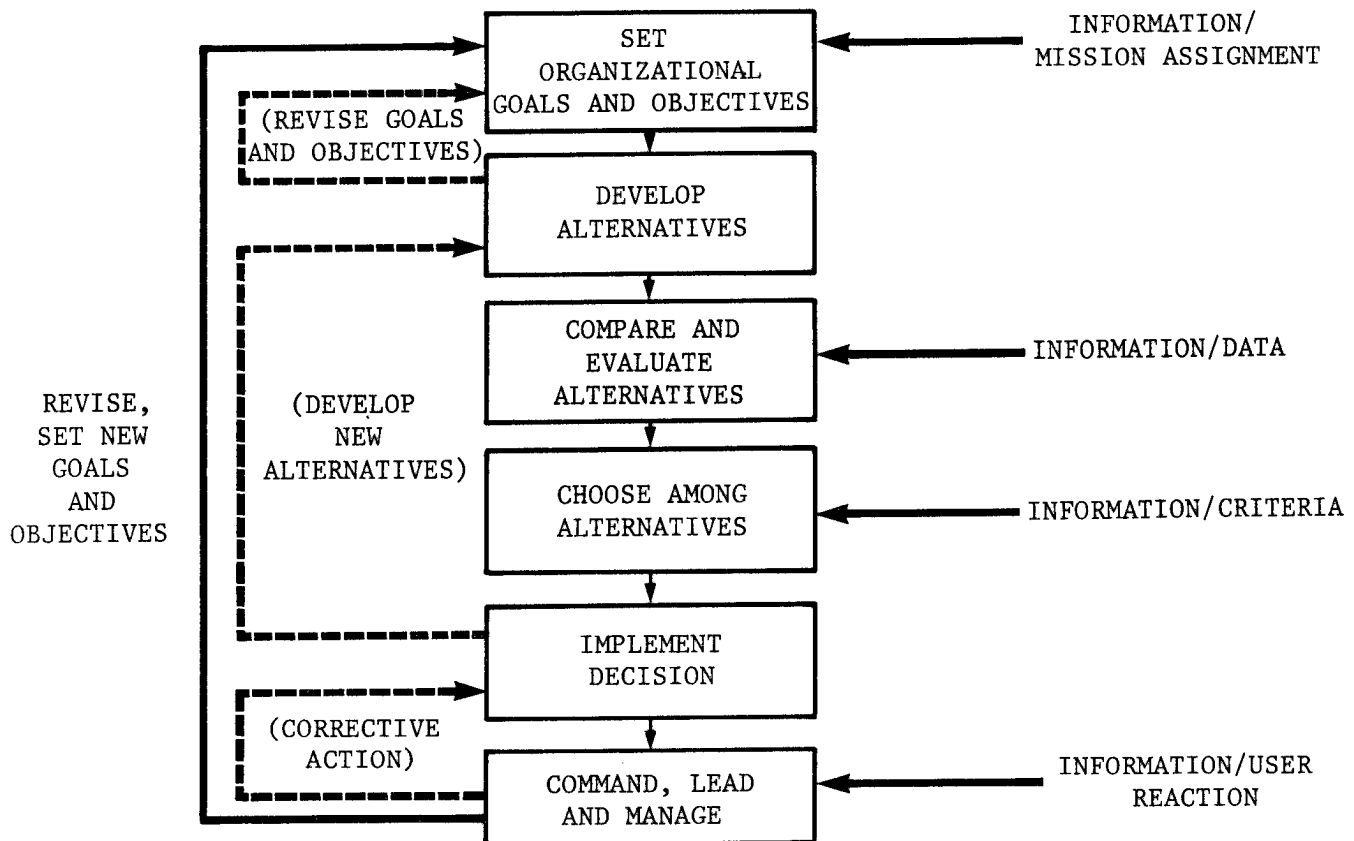 SET
ORGANIZATIONAL
GOALS AND OBJECTIVES
INFORMATION/
MISSION ASSIGNMENT
(REVISE GOALS
AND OBJECTIVES)
DEVELOP
ALTERNATIVES
COMPARE AND
EVALUATE
ALTERNATIVES
INFORMATION/DATA
REVISE,
SET NEW
GOALS
AND
OBJECTIVES
(DEVELOP
NEW
ALTERNATIVES)
CHOOSE AMONG
ALTERNATIVES
INFORMATION/CRITERIA
IMPLEMENT
DECISION
(CORRECTIVE
ACTION)
COMMAND, LEAD
AND MANAGE
INFORMATION/USER
REACTION